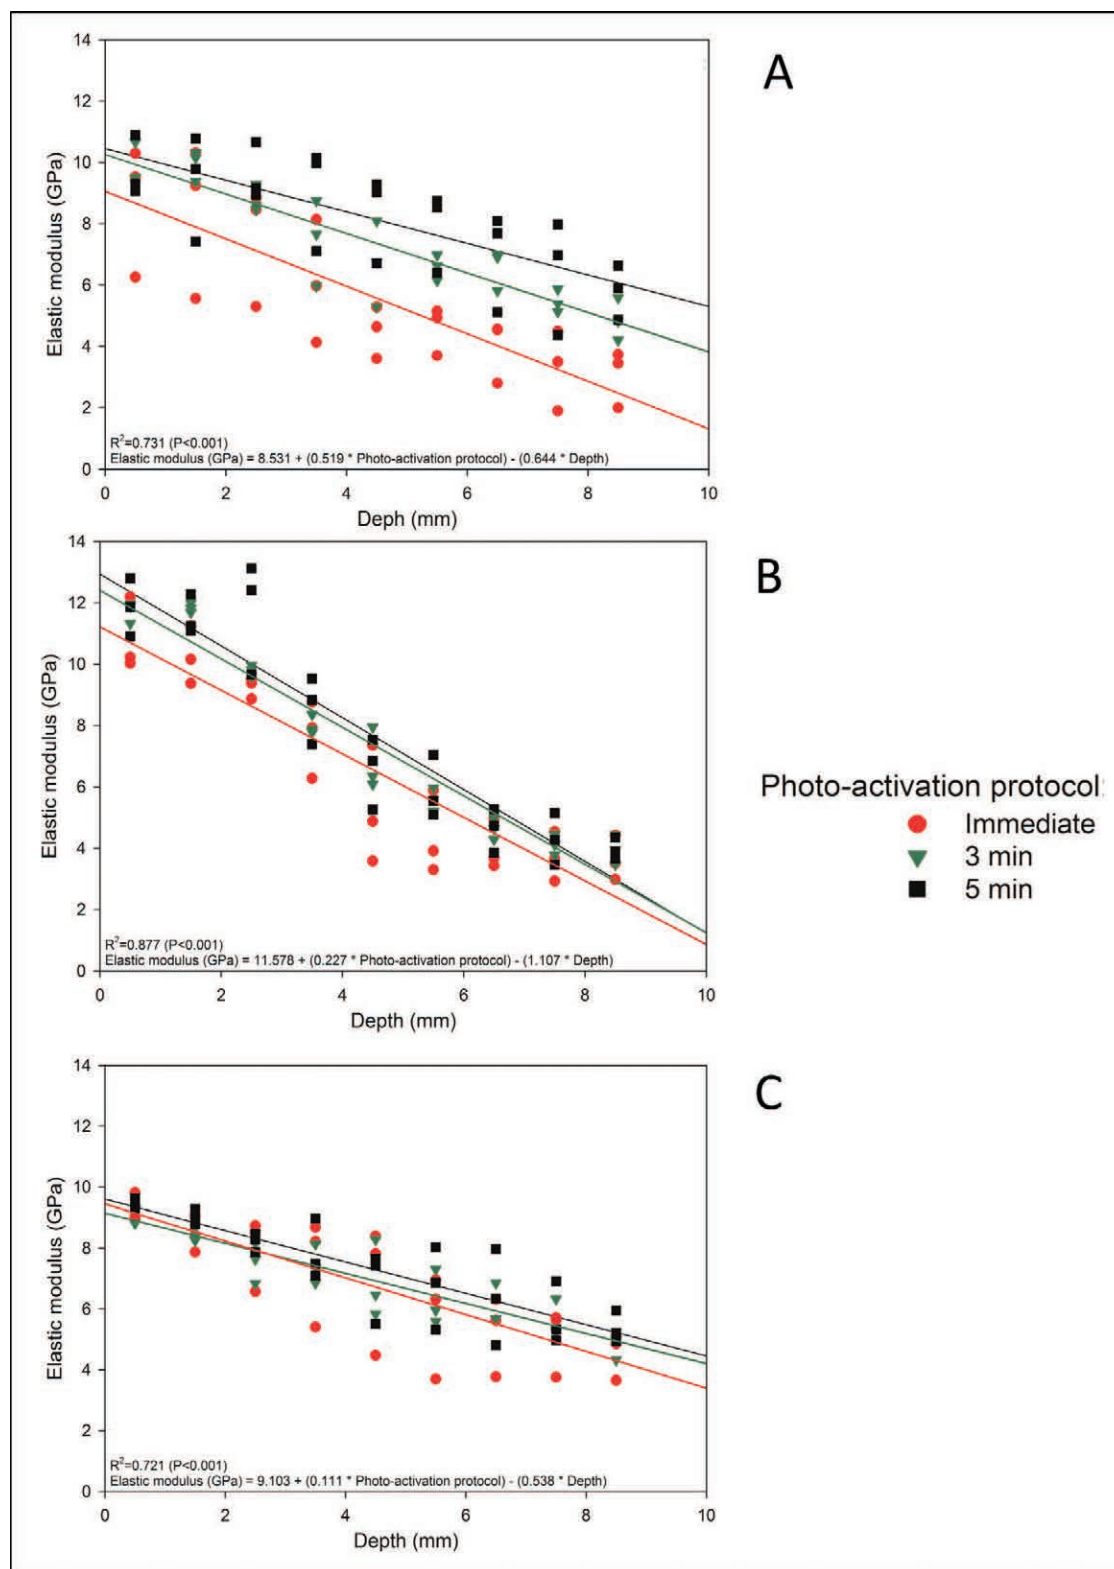 A
14
12
10
8
6
4
2
0
Elastic modulus (GPa)
R²=0.731 (P<0.001)
Elastic modulus (GPa) = 8.531 + (0.519 * Photo-activation protocol) - (0.644 * Depth)
0 2 4 6 8 10
Deph (mm)
B
14
12
10
8
6
4
2
0
Elastic modulus (GPa)
R²=0.877 (P<0.001)
Elastic modulus (GPa) = 11.578 + (0.227 * Photo-activation protocol) - (1.107 * Depth)
0 2 4 6 8 10
Depth (mm)
Photo-activation protocol:
Immediate
3 min
5 min
C
14
12
10
8
6
4
2
0
Elastic modulus (GPa)
R²=0.721 (P<0.001)
Elastic modulus (GPa) = 9.103 + (0.111 * Photo-activation protocol) - (0.538 * Depth)
0 2 4 6 8 10
Depth (mm)